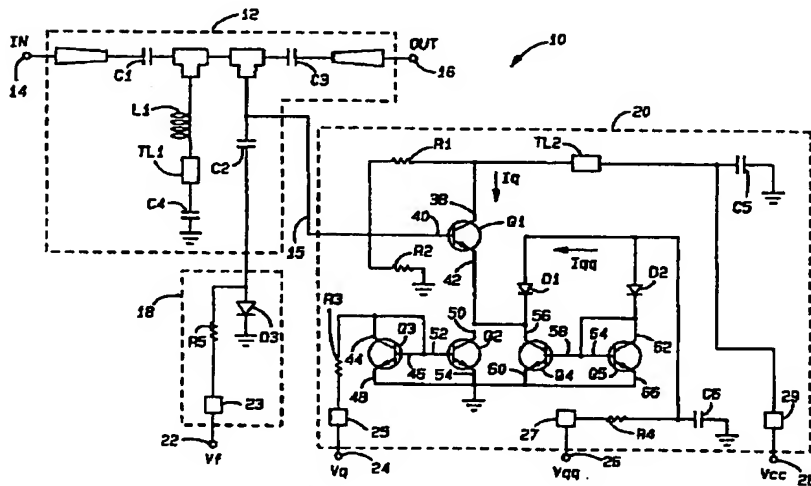 12
IN
OUT
10
14
C1
C3
16
L1
20
TL1
C2
R1
TL2
Iq
C4
38
C5
40
Q1
15
R2
42
Iqq
D1
D2
18
R3
50
56
62
44
Q3
52
Q2
58
64
R5
D3
46
54
60
Q4
Q5
66
48
C6
23
25
27
R4
29
22
Vf
Vq
24
Vqq
26
Vcc
28